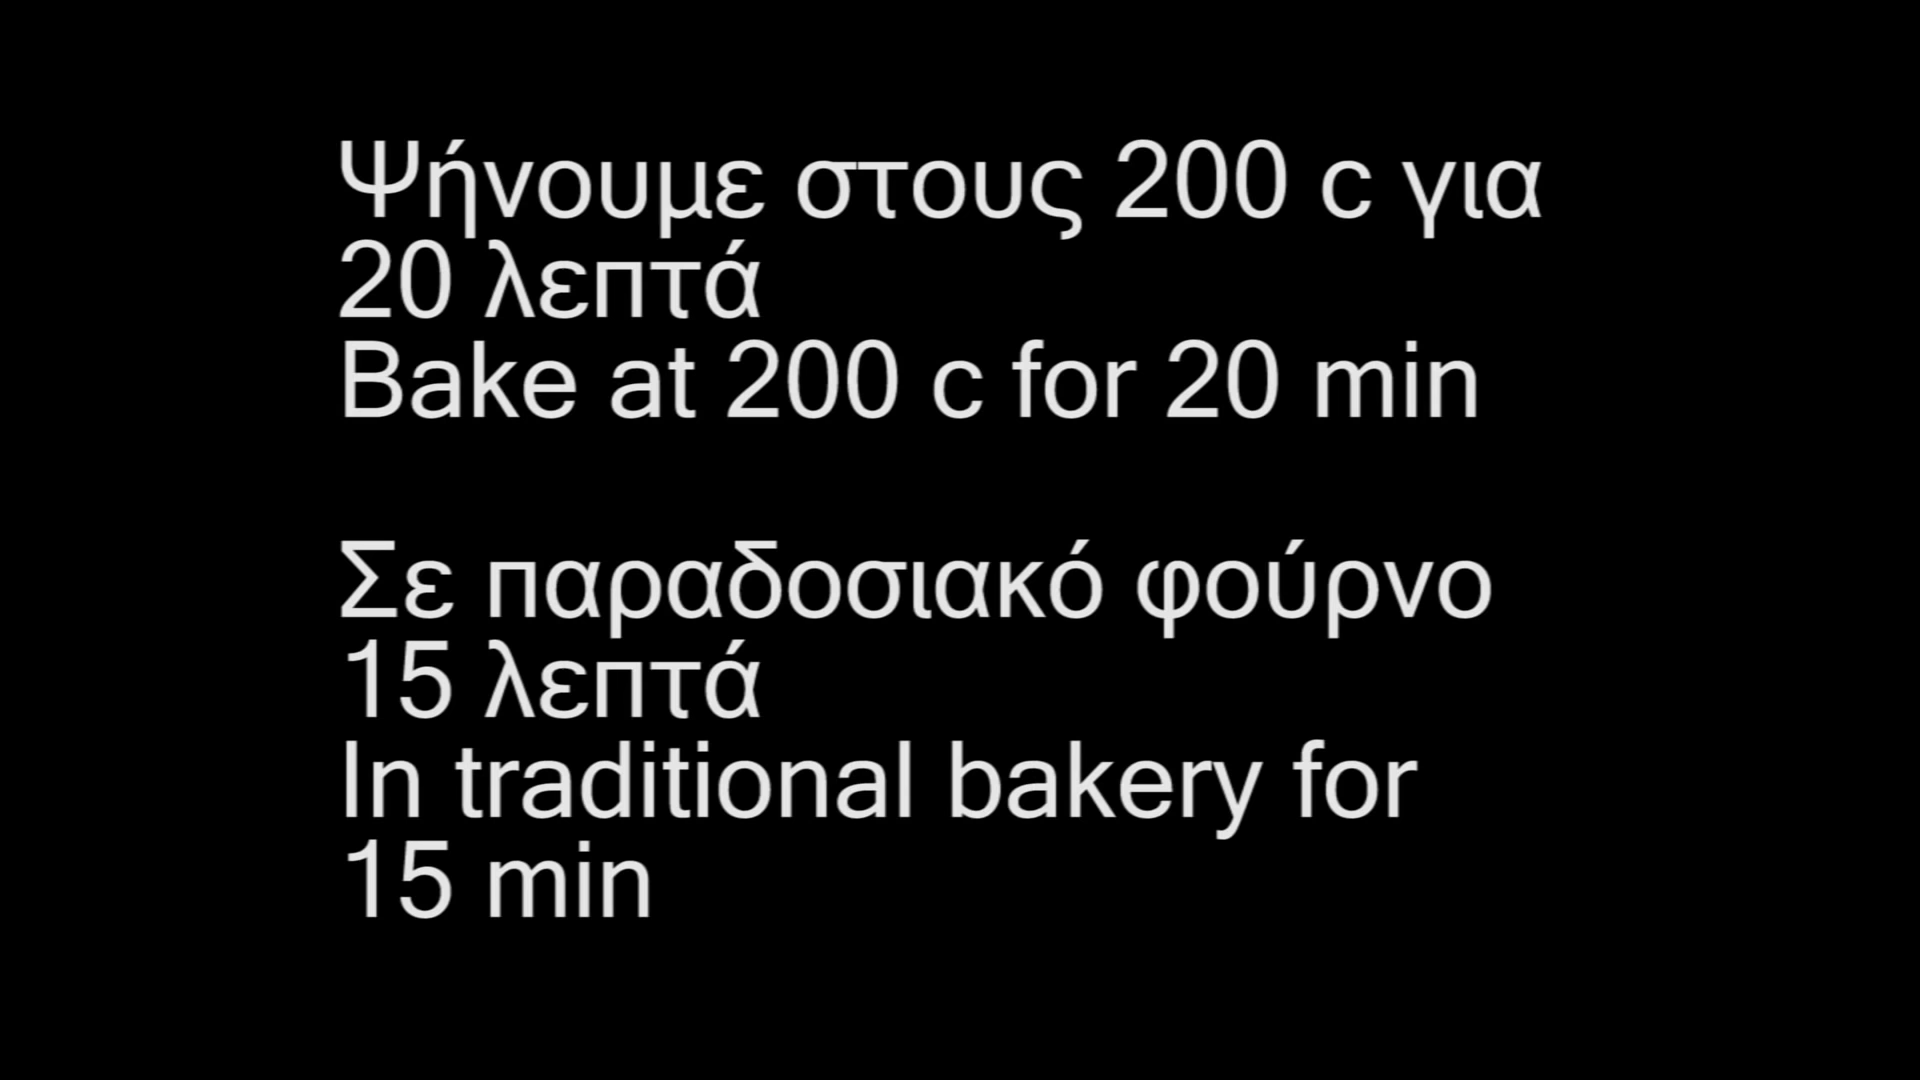 Ψήνουμε στους 200 c για
20 λεπτά
Bake at 200 c for 20 min
Σε παραδοσιακό φούρνο
15 λεπτά
In traditional bakery for
15 min